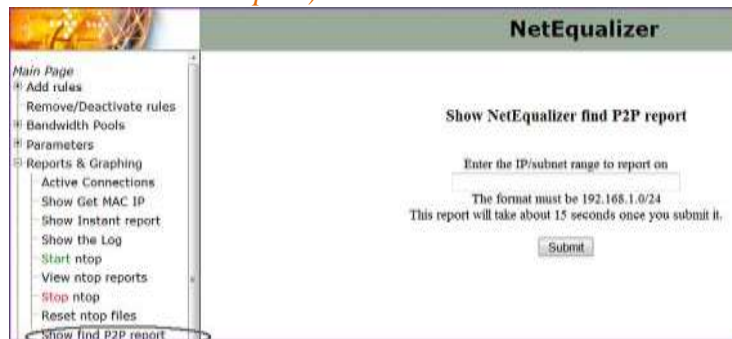 NetEqualizer
Main Page
Add rules
Remove/Deactivate rules
Bandwidth Pools
Parameters
Reports & Graphing
Active Connections
Show Get MAC IP
Show Instant report
Show the Log
Start ntop
View ntop reports
Stop ntop
Reset ntop files
Show find P2P report
Show NetEqualizer find P2P report
Enter the IP/subnet range to report on
The format must be 192.168.1.0/24
This report will take about 15 seconds once you submit it.
Submit